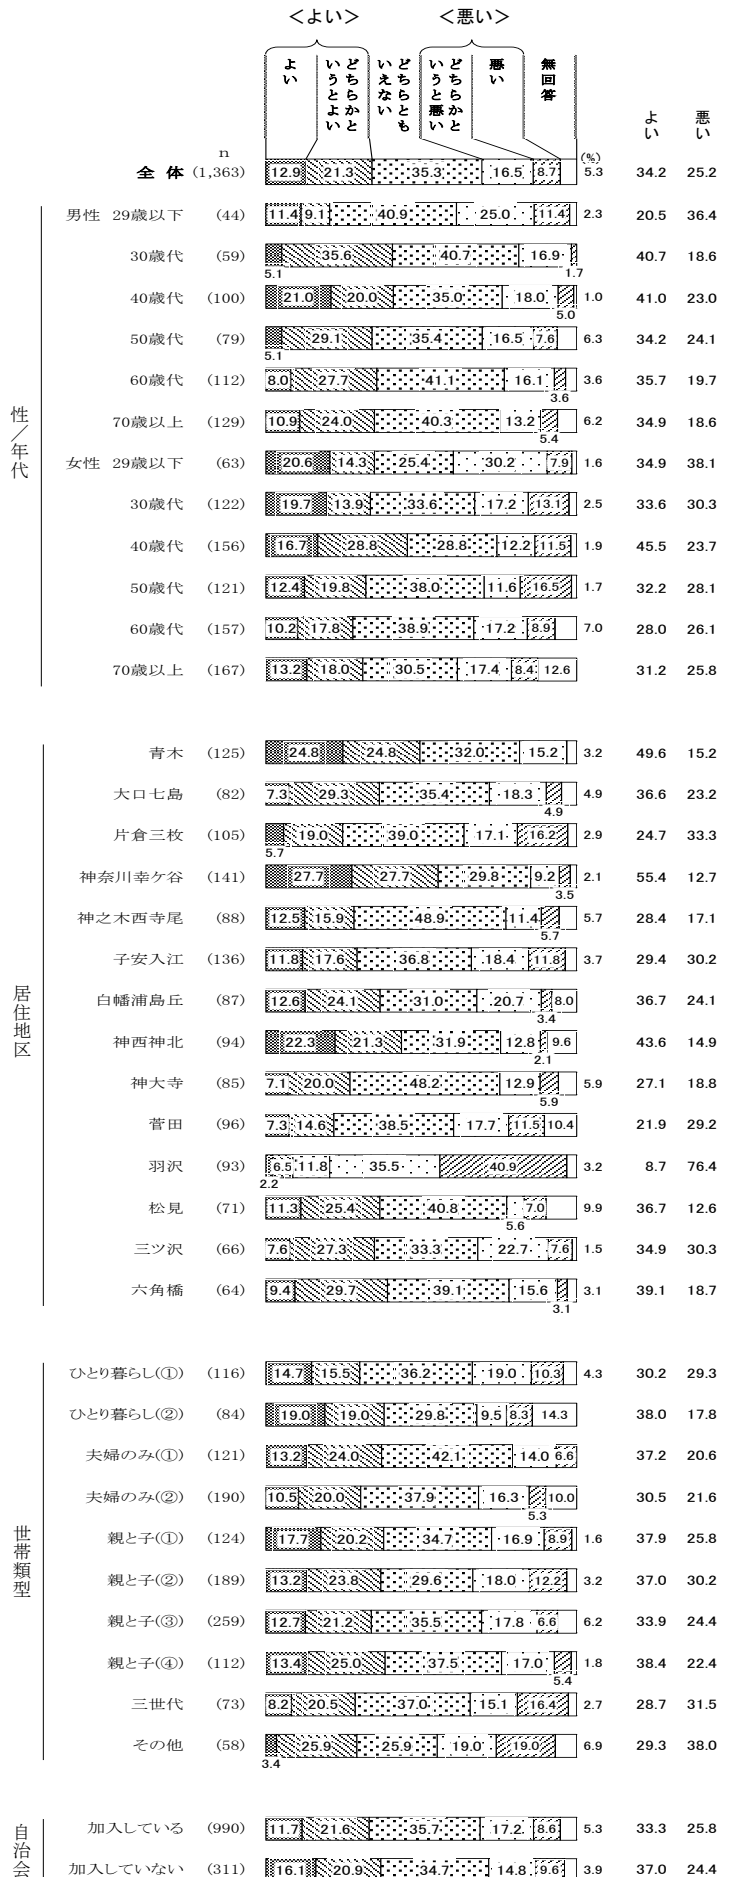 ＜よい＞ ＜悪い＞
よい どちらかというとよい どちらともいえない どちらかというと悪い 悪い 無回答 よい 悪い
n (%)
全 体 (1,363) 12.9 21.3 35.3 16.5 8.7 5.3 34.2 25.2
性／年代
男性 29歳以下 (44) 11.4 9.1 40.9 25.0 11.4 2.3 20.5 36.4
30歳代 (59) 5.1 35.6 40.7 16.9 1.7 40.7 18.6
40歳代 (100) 21.0 20.0 35.0 18.0 5.0 1.0 41.0 23.0
50歳代 (79) 5.1 29.1 35.4 16.5 7.6 6.3 34.2 24.1
60歳代 (112) 8.0 27.7 41.1 16.1 3.6 3.6 35.7 19.7
70歳以上 (129) 10.9 24.0 40.3 13.2 5.4 6.2 34.9 18.6
女性 29歳以下 (63) 20.6 14.3 25.4 30.2 7.9 1.6 34.9 38.1
30歳代 (122) 19.7 13.9 33.6 17.2 13.1 2.5 33.6 30.3
40歳代 (156) 16.7 28.8 28.8 12.2 11.5 1.9 45.5 23.7
50歳代 (121) 12.4 19.8 38.0 11.6 16.5 1.7 32.2 28.1
60歳代 (157) 10.2 17.8 38.9 17.2 8.9 7.0 28.0 26.1
70歳以上 (167) 13.2 18.0 30.5 17.4 8.4 12.6 31.2 25.8
居住地区
青木 (125) 24.8 24.8 32.0 15.2 3.2 49.6 15.2
大口七島 (82) 7.3 29.3 35.4 18.3 4.9 4.9 36.6 23.2
片倉三枚 (105) 5.7 19.0 39.0 17.1 16.2 2.9 24.7 33.3
神奈川幸ケ谷 (141) 27.7 27.7 29.8 9.2 3.5 2.1 55.4 12.7
神之木西寺尾 (88) 12.5 15.9 48.9 11.4 5.7 5.7 28.4 17.1
子安入江 (136) 11.8 17.6 36.8 18.4 11.8 3.7 29.4 30.2
白幡浦島丘 (87) 12.6 24.1 31.0 20.7 3.4 8.0 36.7 24.1
神西神北 (94) 22.3 21.3 31.9 12.8 2.1 9.6 43.6 14.9
神大寺 (85) 7.1 20.0 48.2 12.9 5.9 5.9 27.1 18.8
菅田 (96) 7.3 14.6 38.5 17.7 11.5 10.4 21.9 29.2
羽沢 (93) 2.2 6.5 11.8 35.5 40.9 3.2 8.7 76.4
松見 (71) 11.3 25.4 40.8 5.6 7.0 9.9 36.7 12.6
三ツ沢 (66) 7.6 27.3 33.3 22.7 7.6 1.5 34.9 30.3
六角橋 (64) 9.4 29.7 39.1 15.6 3.1 3.1 39.1 18.7
世帯類型
ひとり暮らし(①) (116) 14.7 15.5 36.2 19.0 10.3 4.3 30.2 29.3
ひとり暮らし(②) (84) 19.0 19.0 29.8 9.5 8.3 14.3 38.0 17.8
夫婦のみ(①) (121) 13.2 24.0 42.1 14.0 6.6 37.2 20.6
夫婦のみ(②) (190) 10.5 20.0 37.9 16.3 5.3 10.0 30.5 21.6
親と子(①) (124) 17.7 20.2 34.7 16.9 8.9 1.6 37.9 25.8
親と子(②) (189) 13.2 23.8 29.6 18.0 12.2 3.2 37.0 30.2
親と子(③) (259) 12.7 21.2 35.5 17.8 6.6 6.2 33.9 24.4
親と子(④) (112) 13.4 25.0 37.5 17.0 5.4 1.8 38.4 22.4
三世代 (73) 8.2 20.5 37.0 15.1 16.4 2.7 28.7 31.5
その他 (58) 3.4 25.9 25.9 19.0 19.0 6.9 29.3 38.0
自治会
加入している (990) 11.7 21.6 35.7 17.2 8.6 5.3 33.3 25.8
加入していない (311) 16.1 20.9 34.7 14.8 9.6 3.9 37.0 24.4